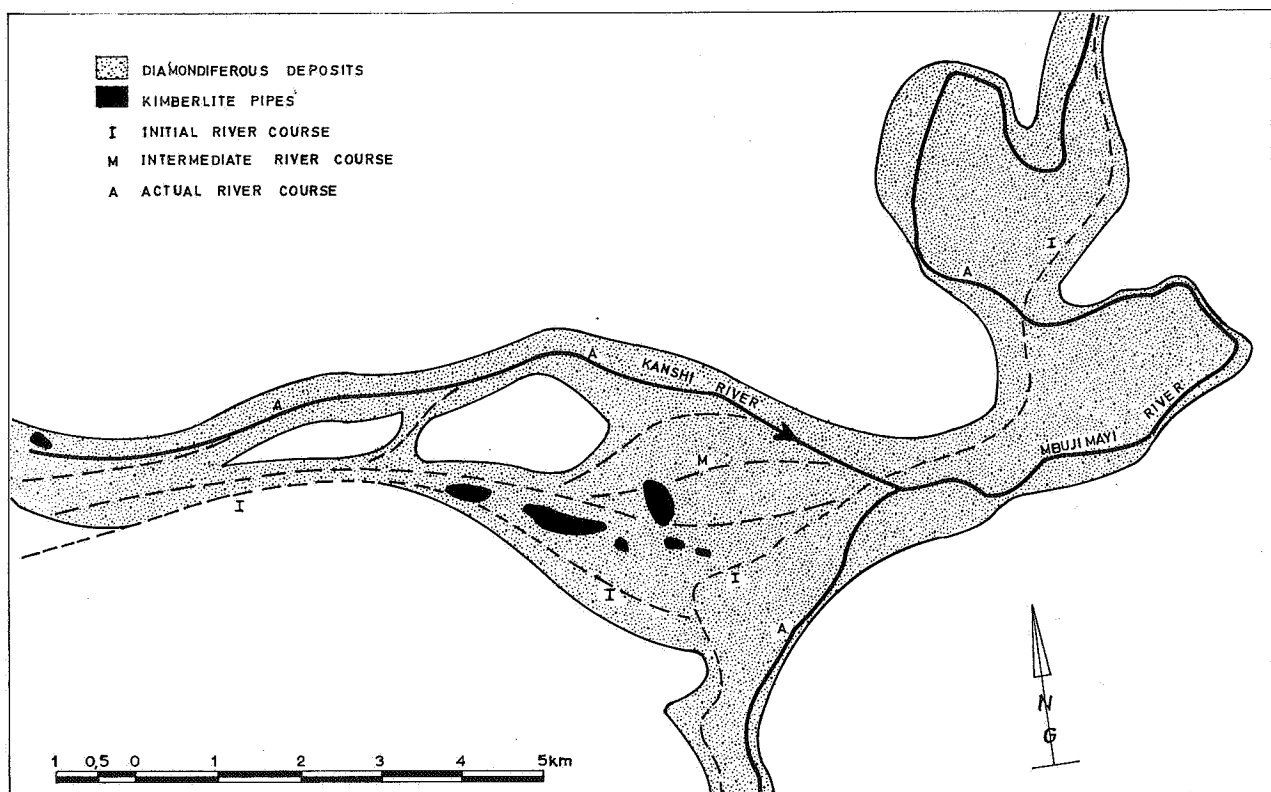 DIAMONDIFEROUS DEPOSITS
KIMBERLITE PIPES
I INITIAL RIVER COURSE
M INTERMEDIATE RIVER COURSE
A ACTUAL RIVER COURSE
I
A
A
KANSHI RIVER
A
MBUJI MAYI RIVER
M
I
I
I
A
N
G
1 0,5 0 1 2 3 4 5km